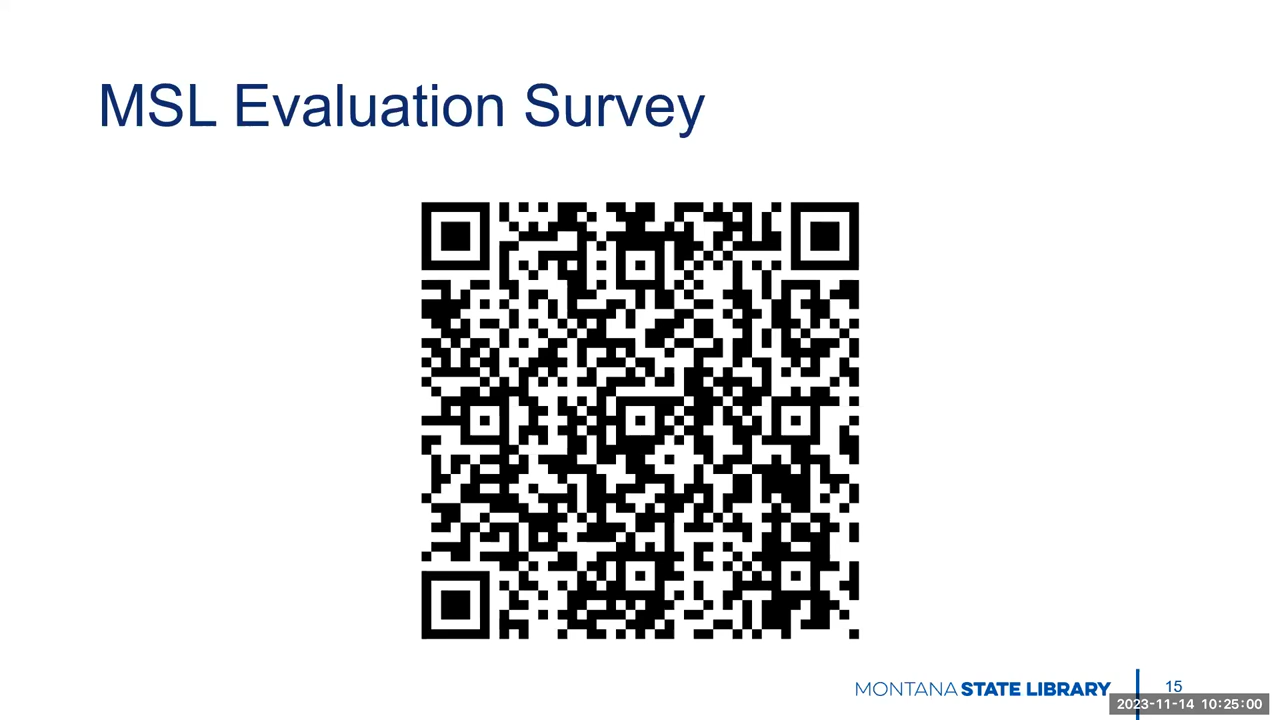 MSL Evaluation Survey
MONTANA STATE LIBRARY
15
2023-11-14 10:25:00